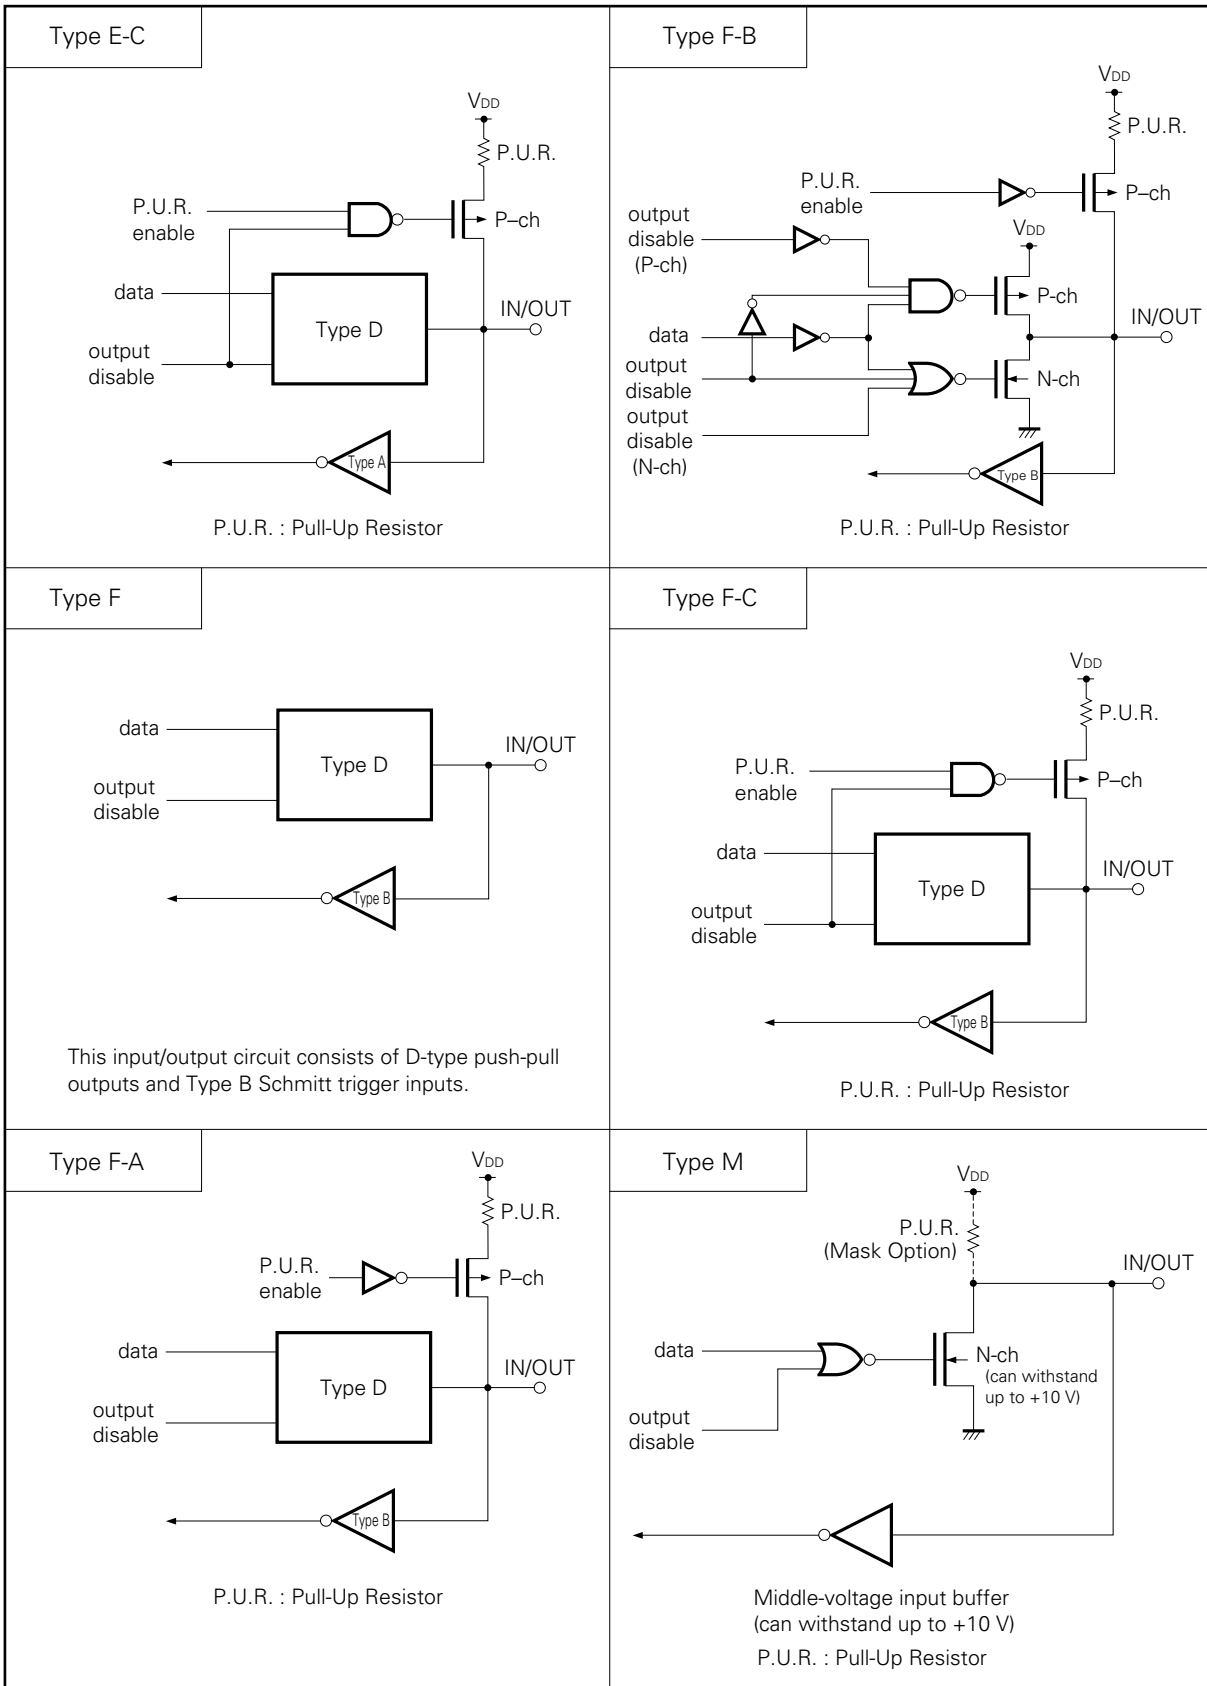 Type E-C
VDD
P.U.R.
P.U.R.
enable
P–ch
data
Type D
IN/OUT
output
disable
Type A
P.U.R. : Pull-Up Resistor
Type F-B
VDD
P.U.R.
P.U.R.
enable
P–ch
output
disable
(P-ch)
VDD
P-ch
IN/OUT
data
output
disable
N-ch
output
disable
(N-ch)
Type B
P.U.R. : Pull-Up Resistor
Type F
data
Type D
IN/OUT
output
disable
Type B
This input/output circuit consists of D-type push-pull
outputs and Type B Schmitt trigger inputs.
Type F-C
VDD
P.U.R.
P.U.R.
enable
P–ch
data
Type D
IN/OUT
output
disable
Type B
P.U.R. : Pull-Up Resistor
Type F-A
VDD
P.U.R.
P.U.R.
enable
P–ch
data
Type D
IN/OUT
output
disable
Type B
P.U.R. : Pull-Up Resistor
Type M
VDD
P.U.R.
(Mask Option)
IN/OUT
data
N-ch
(can withstand
up to +10 V)
output
disable
Middle-voltage input buffer
(can withstand up to +10 V)
P.U.R. : Pull-Up Resistor